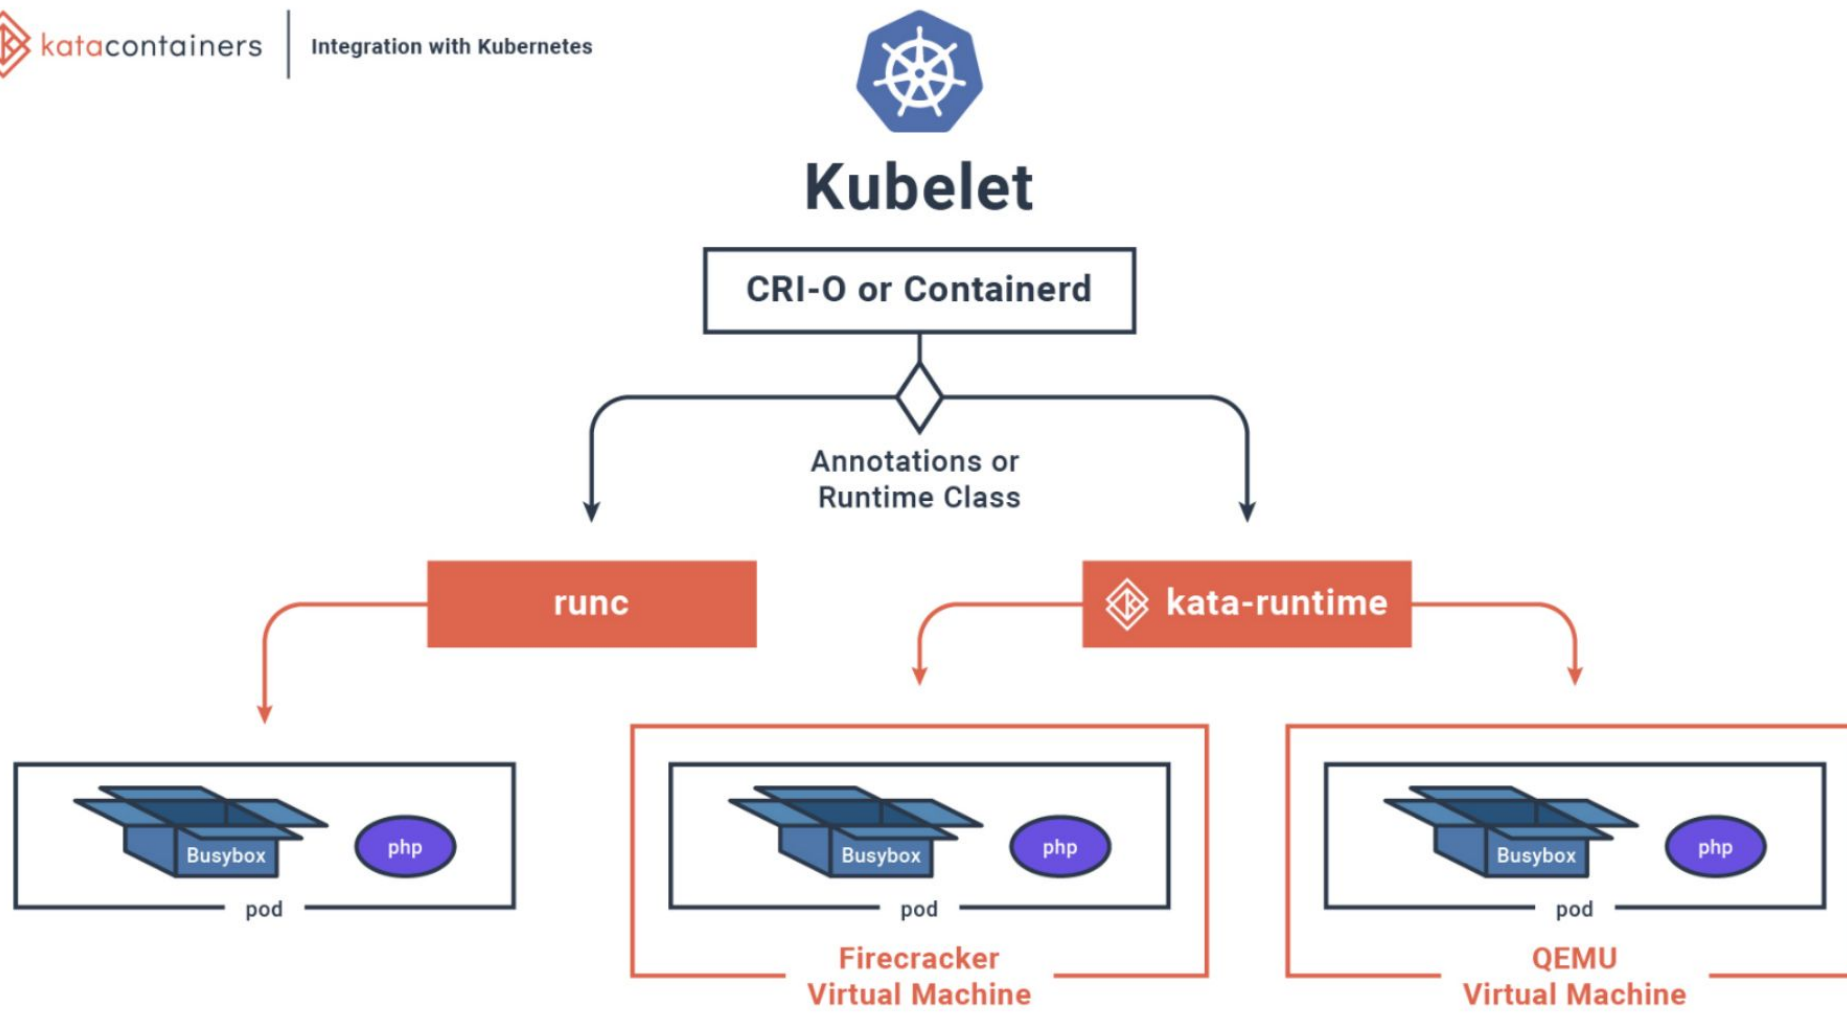 katacontainers
Integration with Kubernetes
Kubelet
CRI-O or Containerd
Annotations or
Runtime Class
runc
kata-runtime
Busybox
php
pod
Busybox
php
pod
Firecracker
Virtual Machine
Busybox
php
pod
QEMU
Virtual Machine